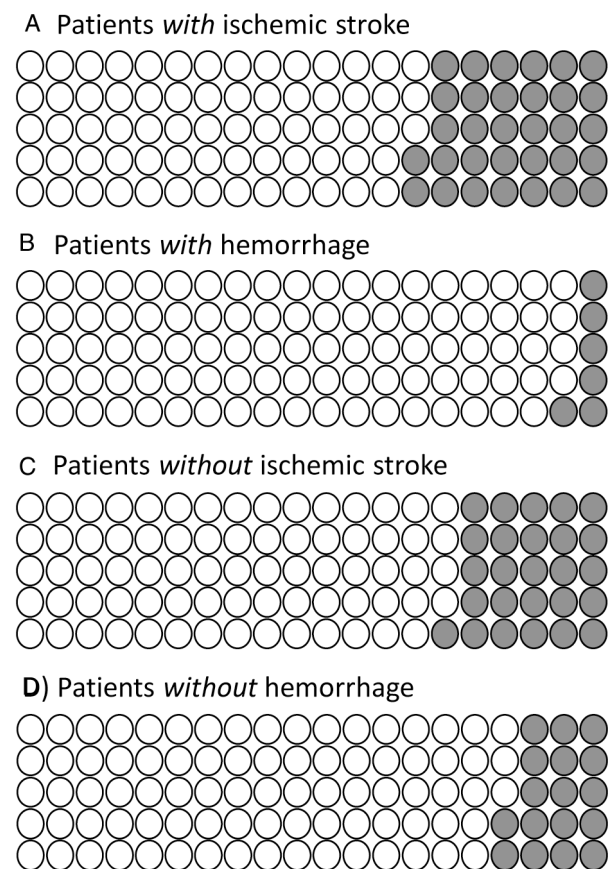 A Patients with ischemic stroke
B Patients with hemorrhage
C Patients without ischemic stroke
D) Patients without hemorrhage